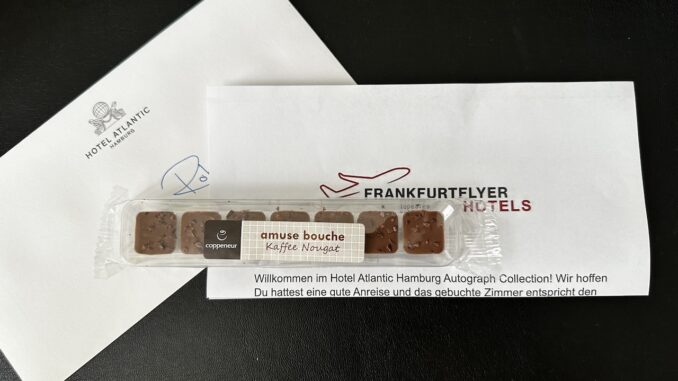 HOTEL ATLANTIC
HAMBURG
FRANKFURTFLYER
HOTELS
coppeneur
amuse bouche
Kaffee Nougat
Willkommen im Hotel Atlantic Hamburg Autograph Collection! Wir hoffen
Du hattest eine gute Anreise und das gebuchte Zimmer entspricht den